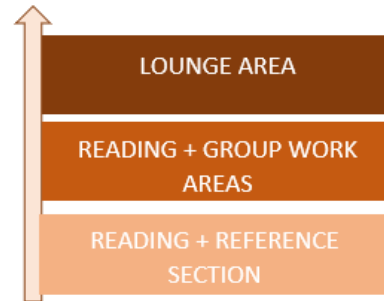 LOUNGE AREA
READING + GROUP WORK
AREAS
READING + REFERENCE
SECTION